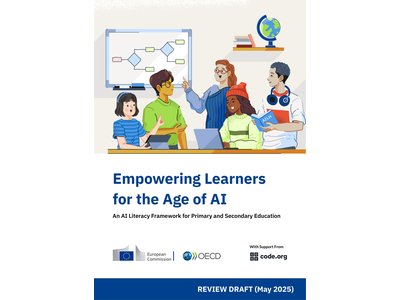 Empowering Learners
for the Age of AI
An AI Literacy Framework for Primary and Secondary Education
With Support From
European
Commission
OECD
code.org
REVIEW DRAFT (May 2025)